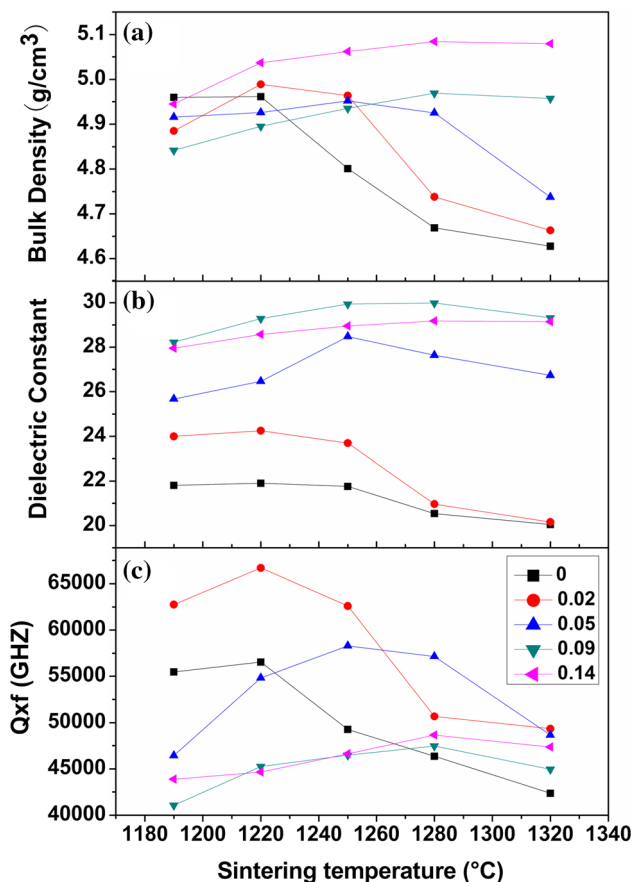 (a)
Bulk Density (g/cm³)
5.1
5.0
4.9
4.8
4.7
4.6
(b)
Dielectric Constant
30
28
26
24
22
20
(c)
Qxf (GHZ)
65000
60000
55000
50000
45000
40000
0
0.02
0.05
0.09
0.14
1180 1200 1220 1240 1260 1280 1300 1320 1340
Sintering temperature (°C)